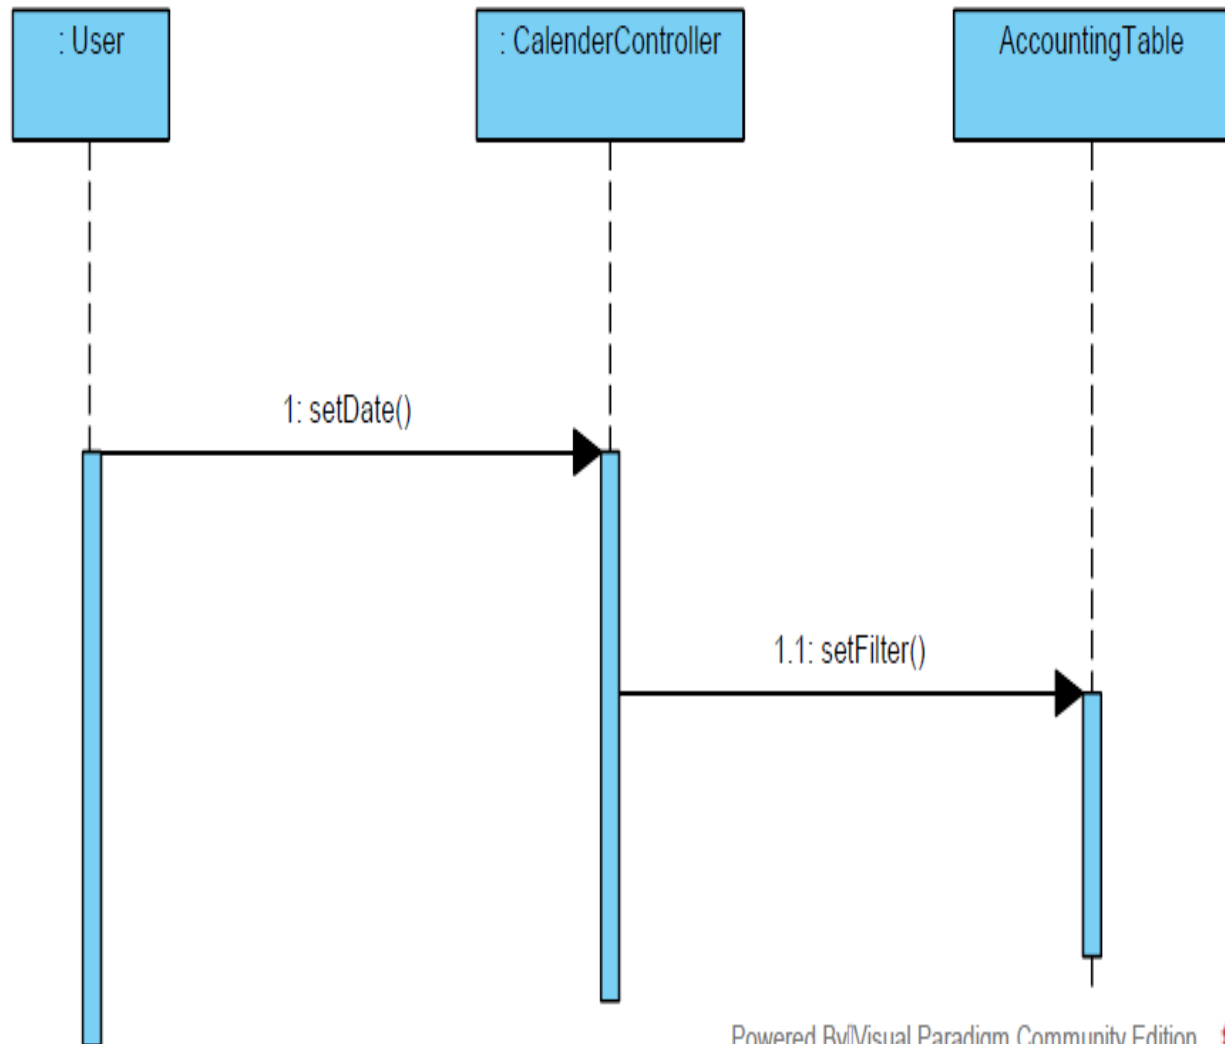 : User
: CalenderController
AccountingTable
1: setDate()
1.1: setFilter()
Powered By Visual Paradigm Community Edition